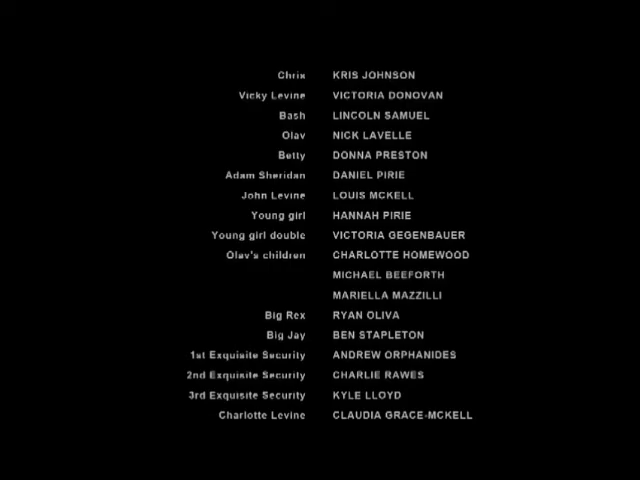 Chrix KRIS JOHNSON
Vicky Levine VICTORIA DONOVAN
Bash LINCOLN SAMUEL
Olav NICK LAVELLE
Betty DONNA PRESTON
Adam Sheridan DANIEL PIRIE
John Levine LOUIS MCKELL
Young girl HANNAH PIRIE
Young girl double VICTORIA GEGENBAUER
Olav's children CHARLOTTE HOMEWOOD
MICHAEL BEEFORTH
MARIELLA MAZZILLI
Big Rex RYAN OLIVA
Big Jay BEN STAPLETON
1st Exquisite Security ANDREW ORPHANIDES
2nd Exquisite Security CHARLIE RAWES
3rd Exquisite Security KYLE LLOYD
Charlotte Levine CLAUDIA GRACE-MCKELL